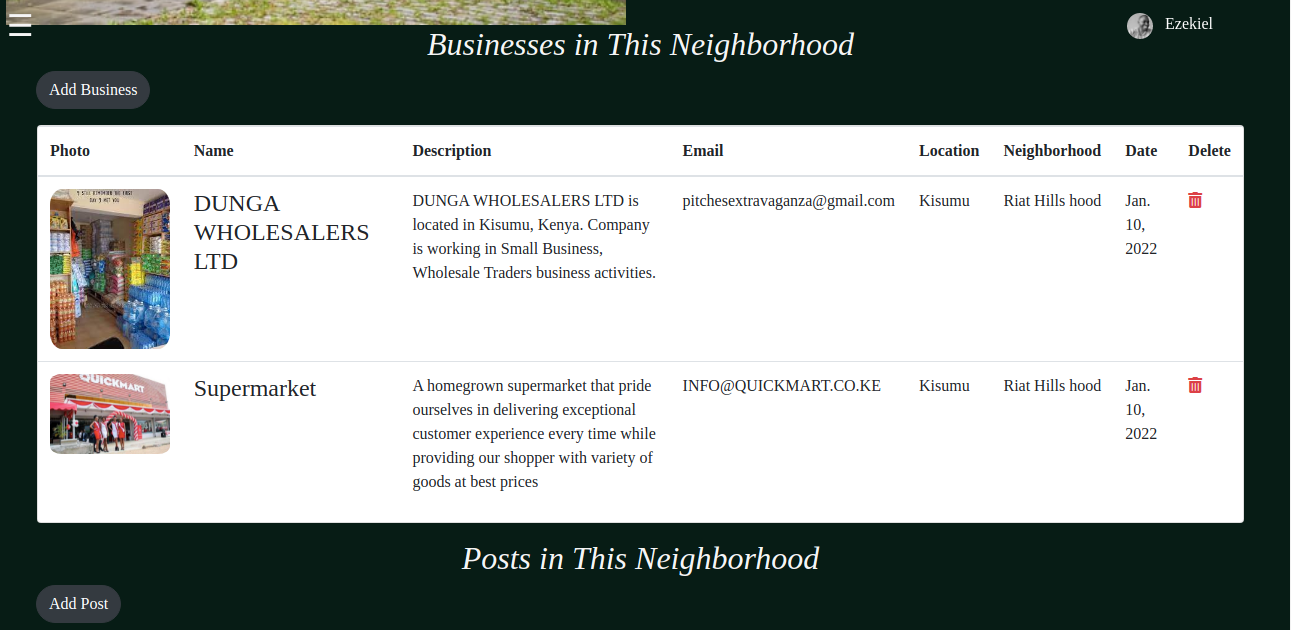 ☰
Ezekiel
Businesses in This Neighborhood
Add Business
Photo Name Description Email Location Neighborhood Date Delete
DUNGA
WHOLESALERS
LTD
DUNGA WHOLESALERS LTD is
located in Kisumu, Kenya. Company
is working in Small Business,
Wholesale Traders business activities.
pitchesextravaganza@gmail.com
Kisumu
Riat Hills hood
Jan.
10,
2022
QUICKMART
Supermarket
A homegrown supermarket that pride
ourselves in delivering exceptional
customer experience every time while
providing our shopper with variety of
goods at best prices
INFO@QUICKMART.CO.KE
Kisumu
Riat Hills hood
Jan.
10,
2022
Posts in This Neighborhood
Add Post